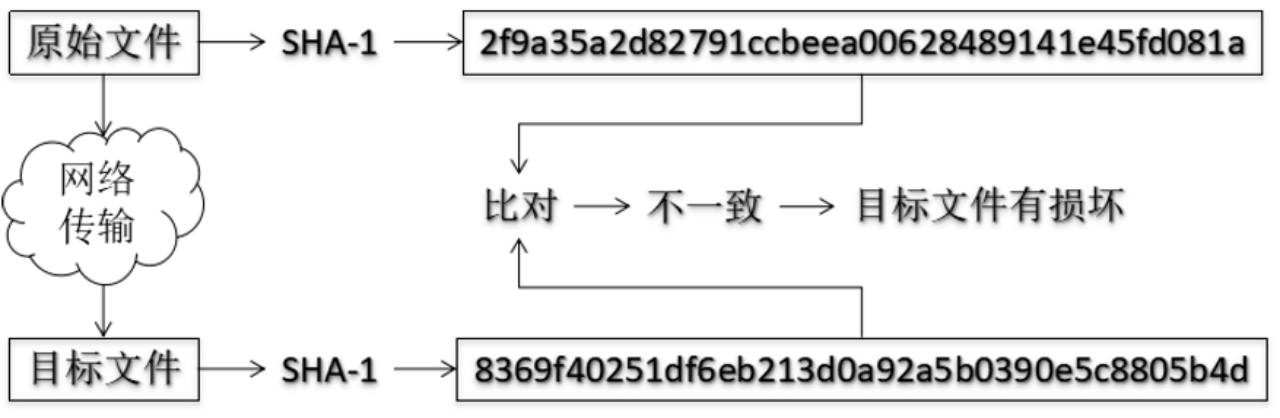 原始文件
SHA-1
2f9a35a2d82791ccbeea00628489141e45fd081a
网络
传输
比对
不一致
目标文件有损坏
目标文件
SHA-1
8369f40251df6eb213d0a92a5b0390e5c8805b4d